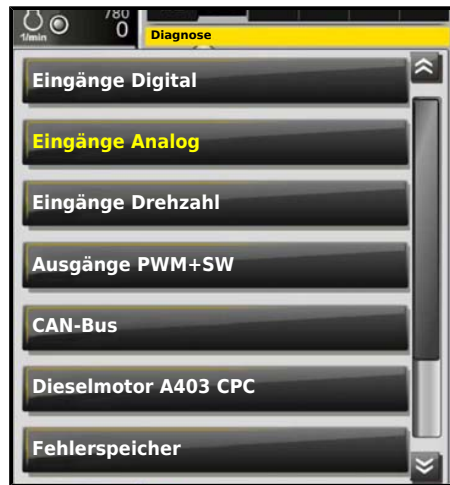 780
1/min
0
Diagnose
Eingänge Digital
Eingänge Analog
Eingänge Drehzahl
Ausgänge PWM+SW
CAN-Bus
Dieselmotor A403 CPC
Fehlerspeicher